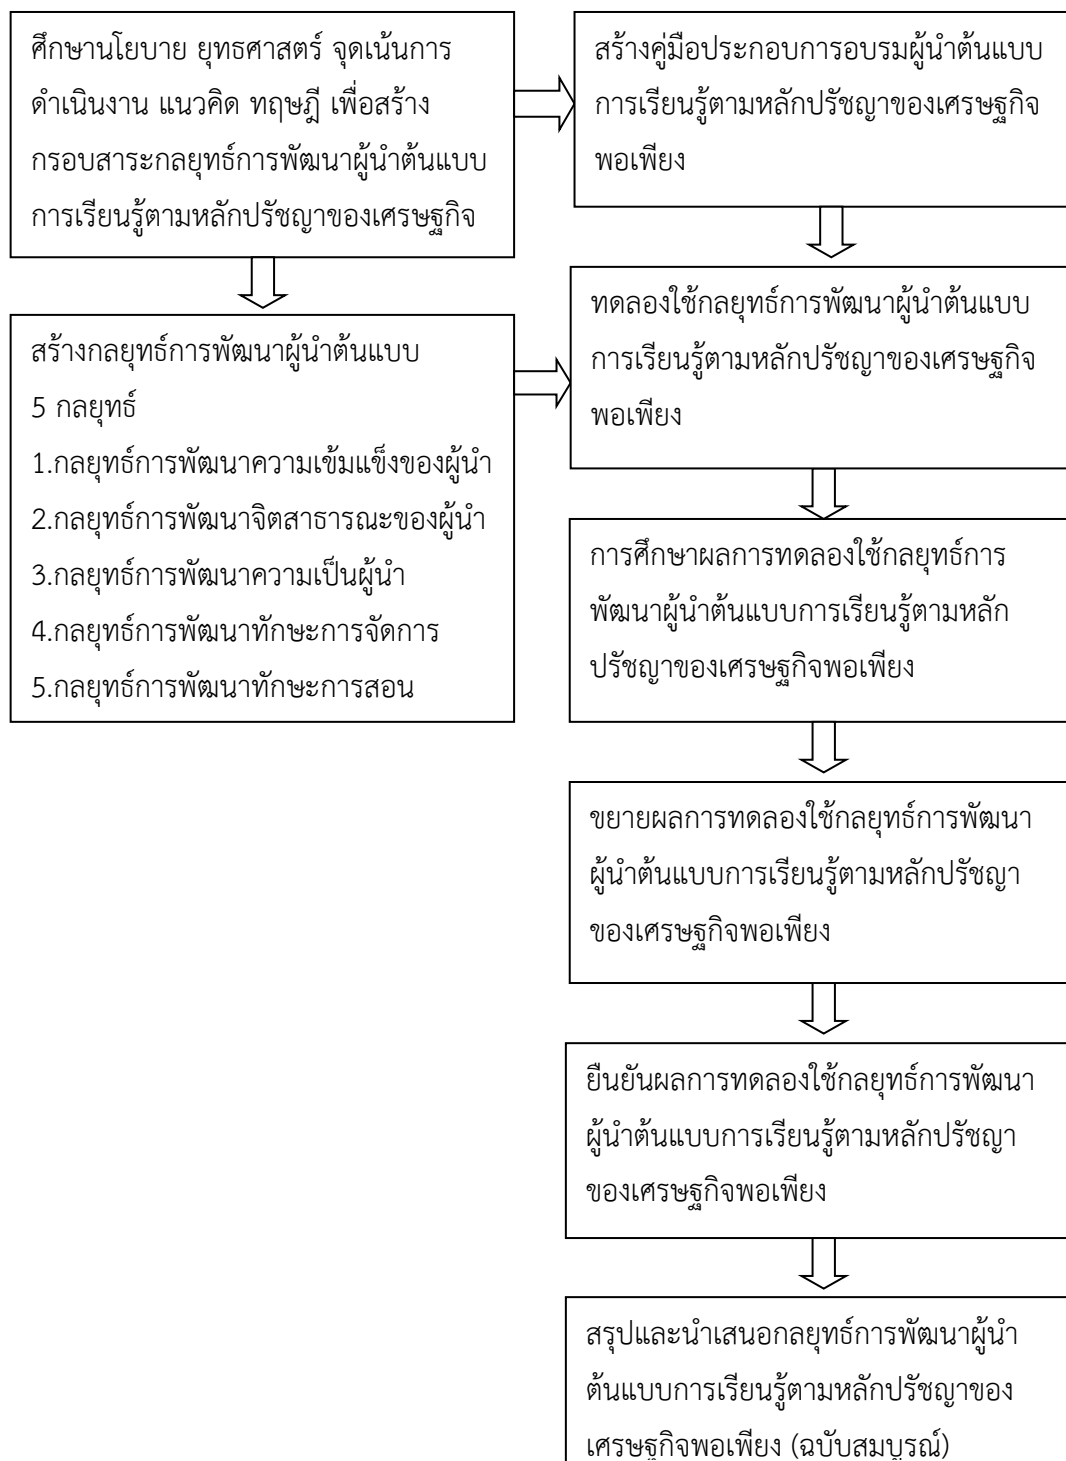 ศึกษานโยบาย ยุทธศาสตร์ จุดเน้นการ
ดำเนินงาน แนวคิด ทฤษฎี เพื่อสร้าง
กรอบสาระกลยุทธ์การพัฒนาผู้นำต้นแบบ
การเรียนรู้ตามหลักปรัชญาของเศรษฐกิจ
สร้างกลยุทธ์การพัฒนาผู้นำต้นแบบ
5 กลยุทธ์
1.กลยุทธ์การพัฒนาความเข้มแข็งของผู้นำ
2.กลยุทธ์การพัฒนาจิตสาธารณะของผู้นำ
3.กลยุทธ์การพัฒนาความเป็นผู้นำ
4.กลยุทธ์การพัฒนาทักษะการจัดการ
5.กลยุทธ์การพัฒนาทักษะการสอน
สร้างคู่มือประกอบการอบรมผู้นำต้นแบบ
การเรียนรู้ตามหลักปรัชญาของเศรษฐกิจ
พอเพียง
ทดลองใช้กลยุทธ์การพัฒนาผู้นำต้นแบบ
การเรียนรู้ตามหลักปรัชญาของเศรษฐกิจ
พอเพียง
การศึกษาผลการทดลองใช้กลยุทธ์การ
พัฒนาผู้นำต้นแบบการเรียนรู้ตามหลัก
ปรัชญาของเศรษฐกิจพอเพียง
ขยายผลการทดลองใช้กลยุทธ์การพัฒนา
ผู้นำต้นแบบการเรียนรู้ตามหลักปรัชญา
ของเศรษฐกิจพอเพียง
ยืนยันผลการทดลองใช้กลยุทธ์การพัฒนา
ผู้นำต้นแบบการเรียนรู้ตามหลักปรัชญา
ของเศรษฐกิจพอเพียง
สรุปและนำเสนอกลยุทธ์การพัฒนาผู้นำ
ต้นแบบการเรียนรู้ตามหลักปรัชญาของ
เศรษฐกิจพอเพียง (ฉบับสมบูรณ์)